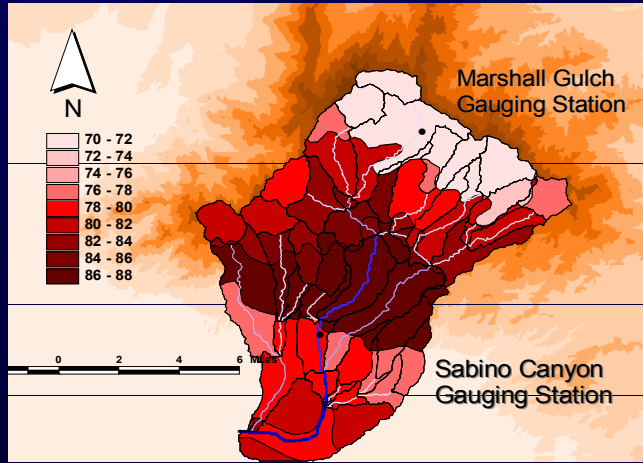 Marshall Gulch
Gauging Station
N
70 - 72
72 - 74
74 - 76
76 - 78
78 - 80
80 - 82
82 - 84
84 - 86
86 - 88
0 2 4 6 Miles
Sabino Canyon
Gauging Station